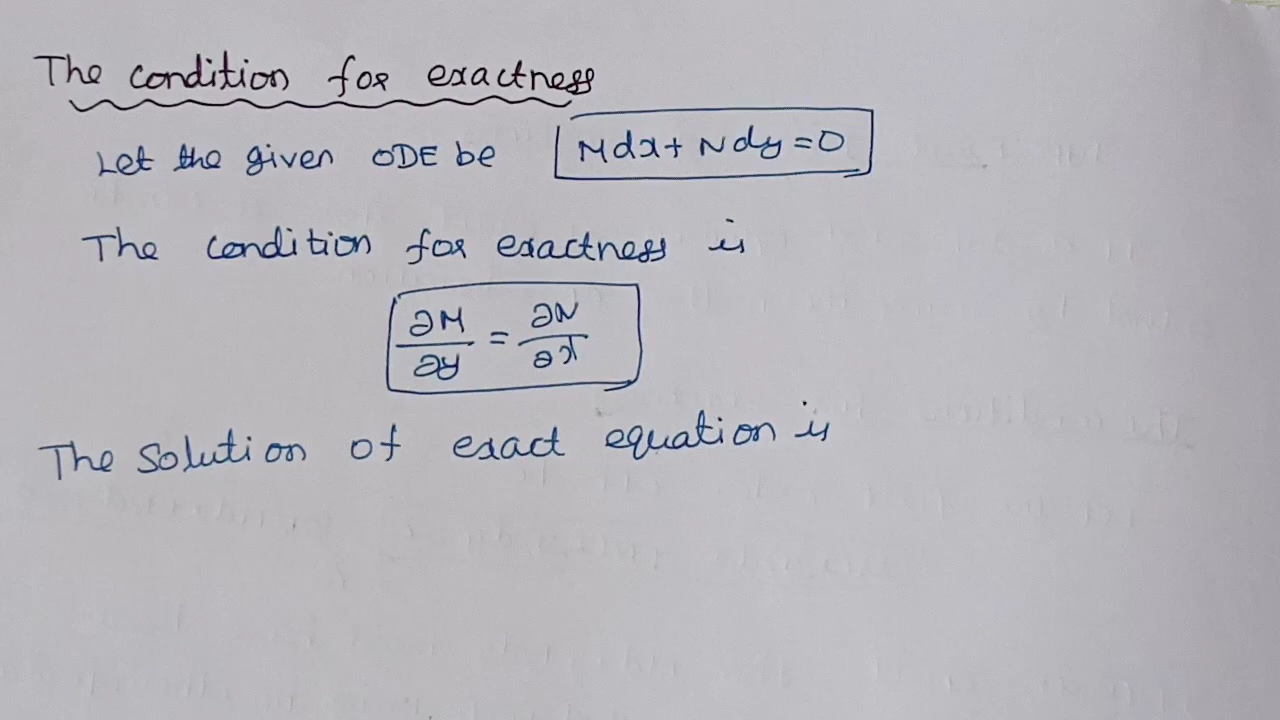 The condition for exactness
Let the given ODE be Mdx + Ndy = 0
The condition for exactness is
∂M/∂y = ∂N/∂x
The solution of exact equation is